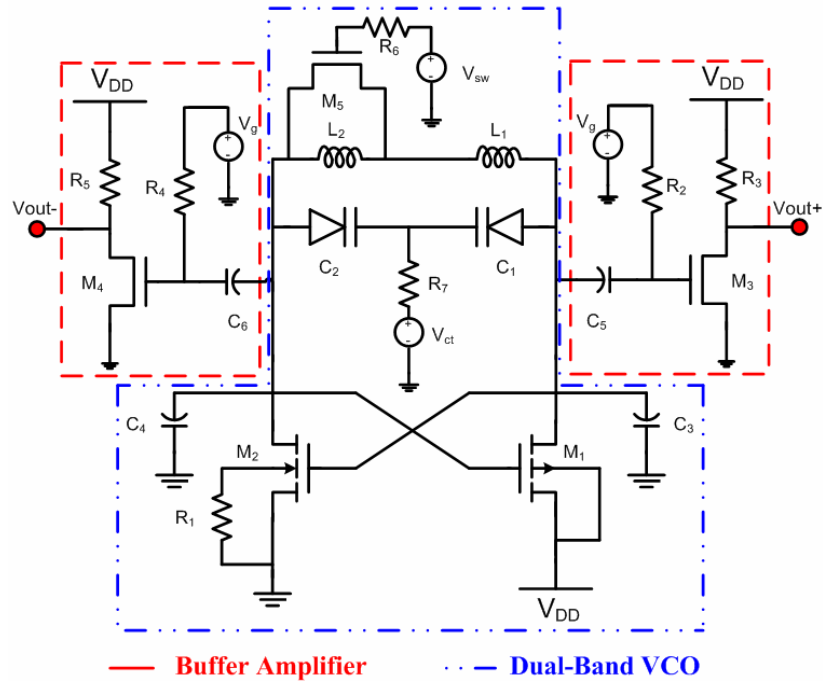 R6
Vsw
M5
VDD
Vg
L2
L1
R5
R4
Vout-
M4
C6
C2
C1
R7
Vct
Vg
VDD
R2
R3
Vout+
M3
C5
C4
C3
M2
M1
R1
VDD
Buffer Amplifier
Dual-Band VCO